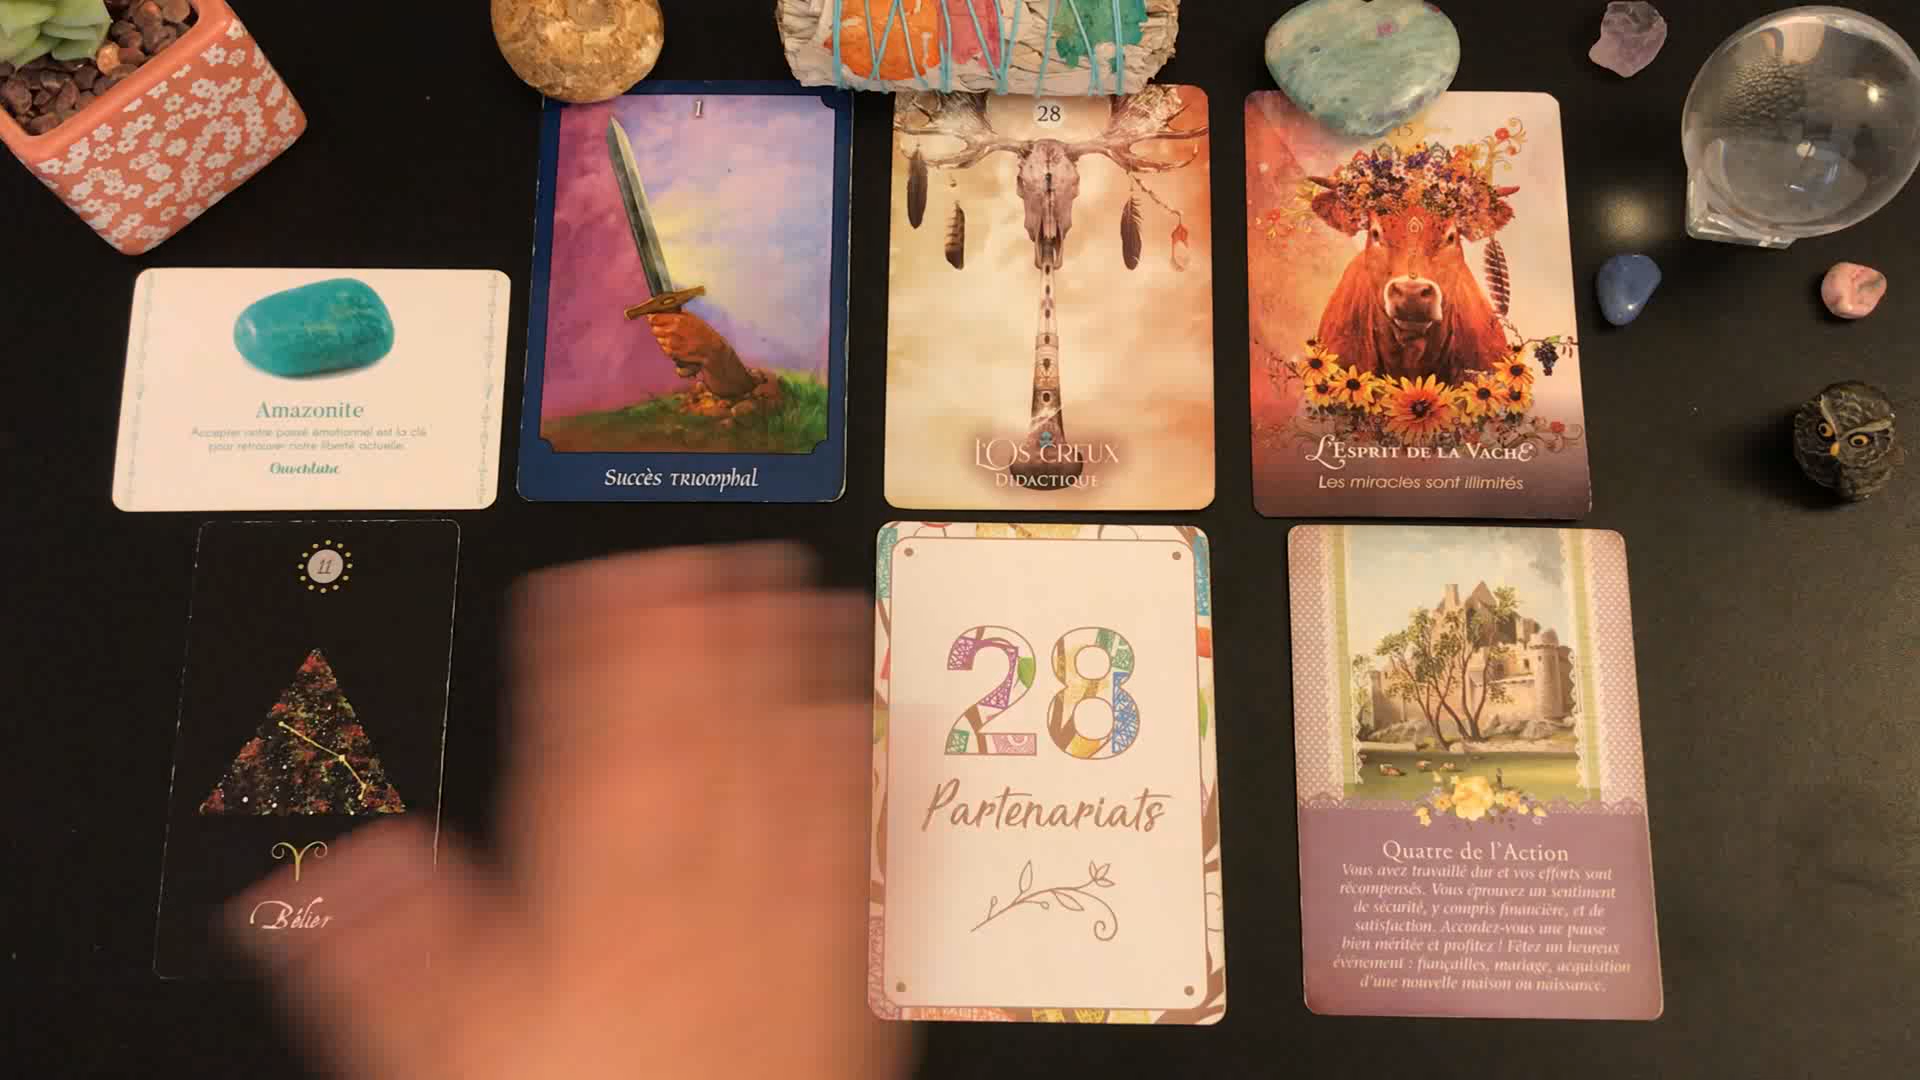 1
28
15
Amazonite
Accepter notre passé émotionnel est la clé
pour retrouver notre liberté actuelle.
Ouverture
Succès triomphal
L'Os creux
Didactique
L'Esprit de la Vache
Les miracles sont illimités
11
Bélier
28
Partenariats
Quatre de l'Action
Vous avez travaillé dur et vos efforts sont
récompensés. Vous éprouvez un sentiment
de sécurité, y compris financière, et de
satisfaction. Accordez-vous une pause
bien méritée et profitez ! Fêtez un heureux
événement : fiançailles, mariage, acquisition
d'une nouvelle maison ou naissance.